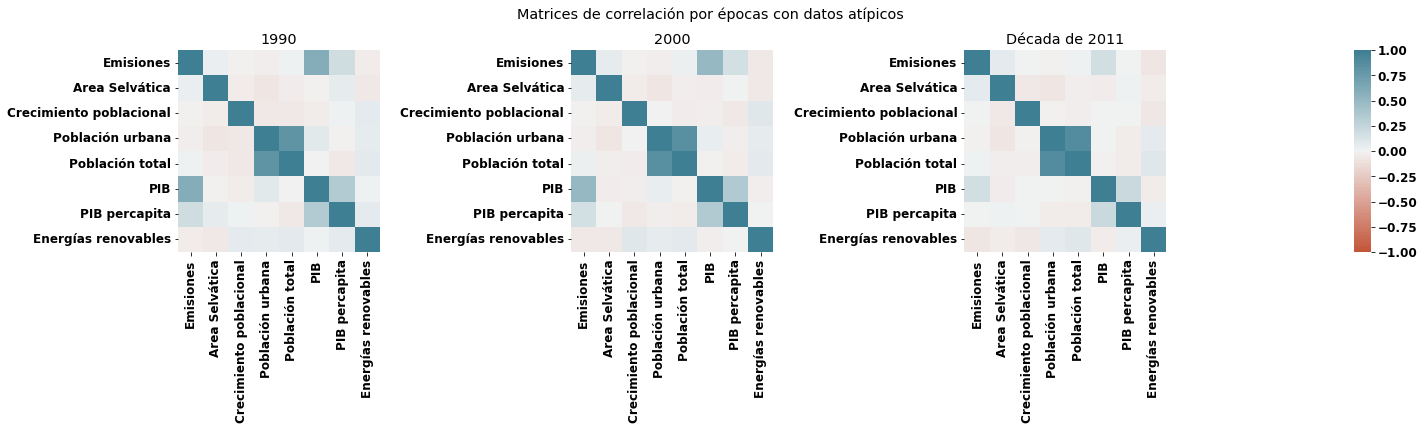 Matrices de correlación por épocas con datos atípicos
1990
Emisiones
Area Selvática
Crecimiento poblacional
Población urbana
Población total
PIB
PIB percapita
Energías renovables
Emisiones
Area Selvática
Crecimiento poblacional
Población urbana
Población total
PIB
PIB percapita
Energías renovables
2000
Emisiones
Area Selvática
Crecimiento poblacional
Población urbana
Población total
PIB
PIB percapita
Energías renovables
Emisiones
Area Selvática
Crecimiento poblacional
Población urbana
Población total
PIB
PIB percapita
Energías renovables
Década de 2011
Emisiones
Area Selvática
Crecimiento poblacional
Población urbana
Población total
PIB
PIB percapita
Energías renovables
Emisiones
Area Selvática
Crecimiento poblacional
Población urbana
Población total
PIB
PIB percapita
Energías renovables
1.00
0.75
0.50
0.25
0.00
−0.25
−0.50
−0.75
−1.00